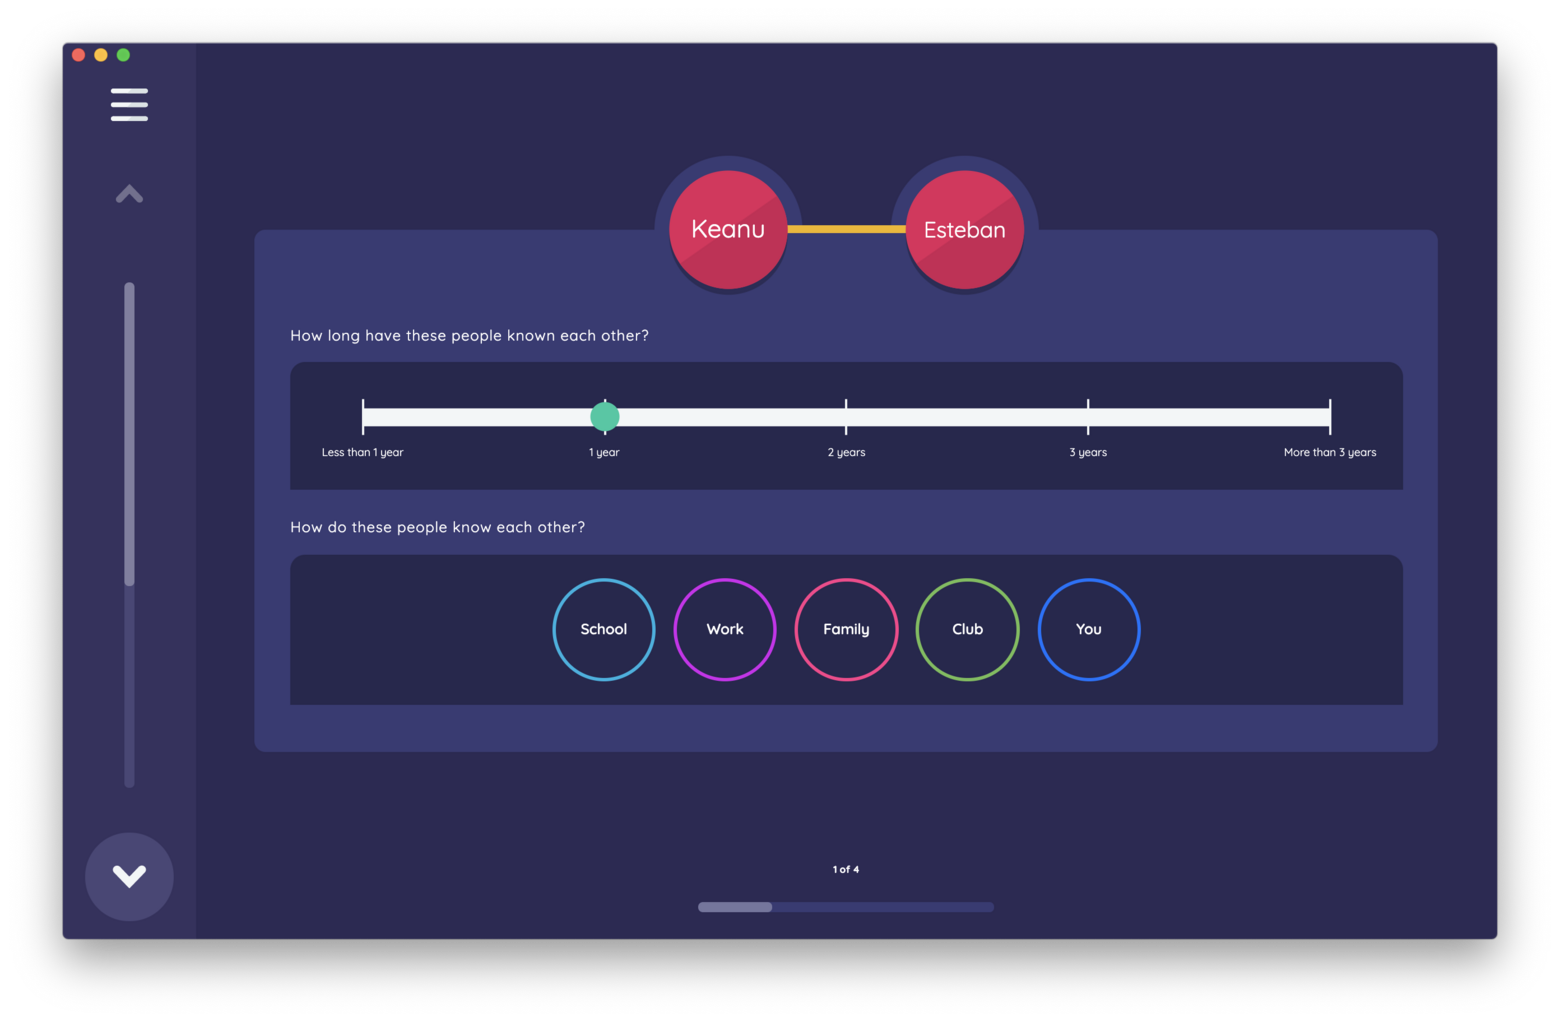 Keanu
Esteban
How long have these people known each other?
Less than 1 year
1 year
2 years
3 years
More than 3 years
How do these people know each other?
School
Work
Family
Club
You
1 of 4